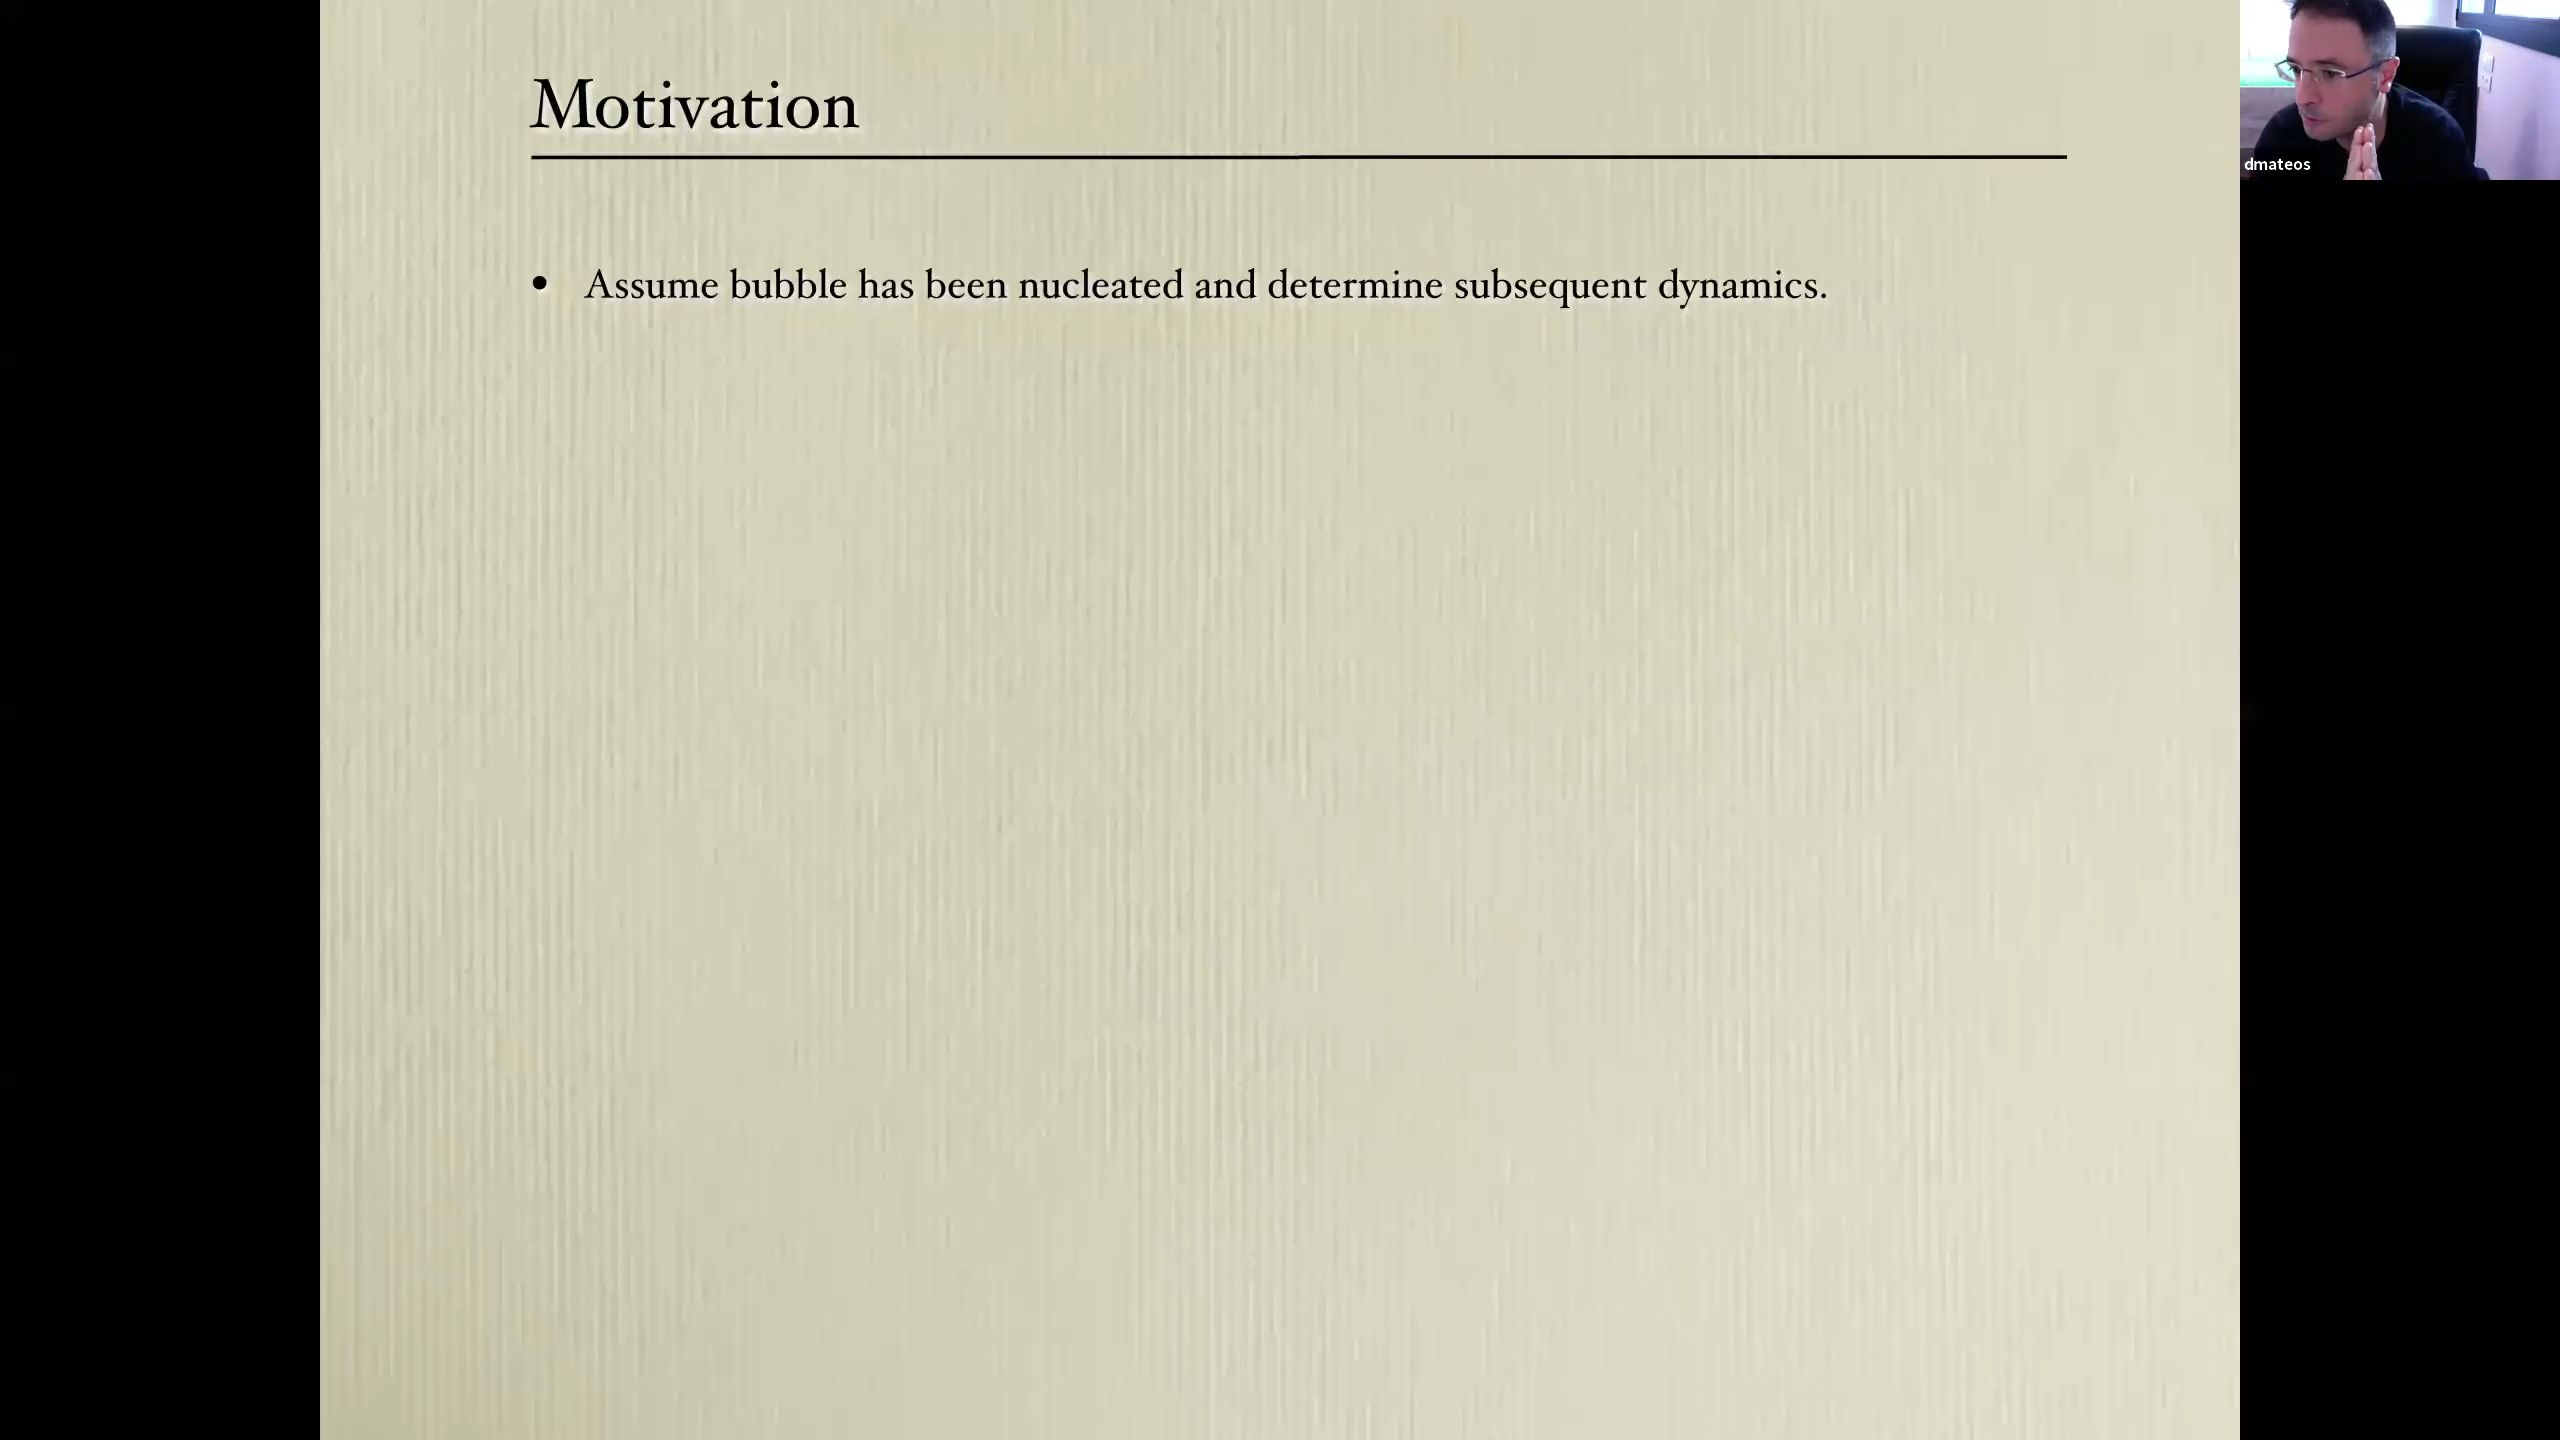 Motivation
• Assume bubble has been nucleated and determine subsequent dynamics.
dmateos